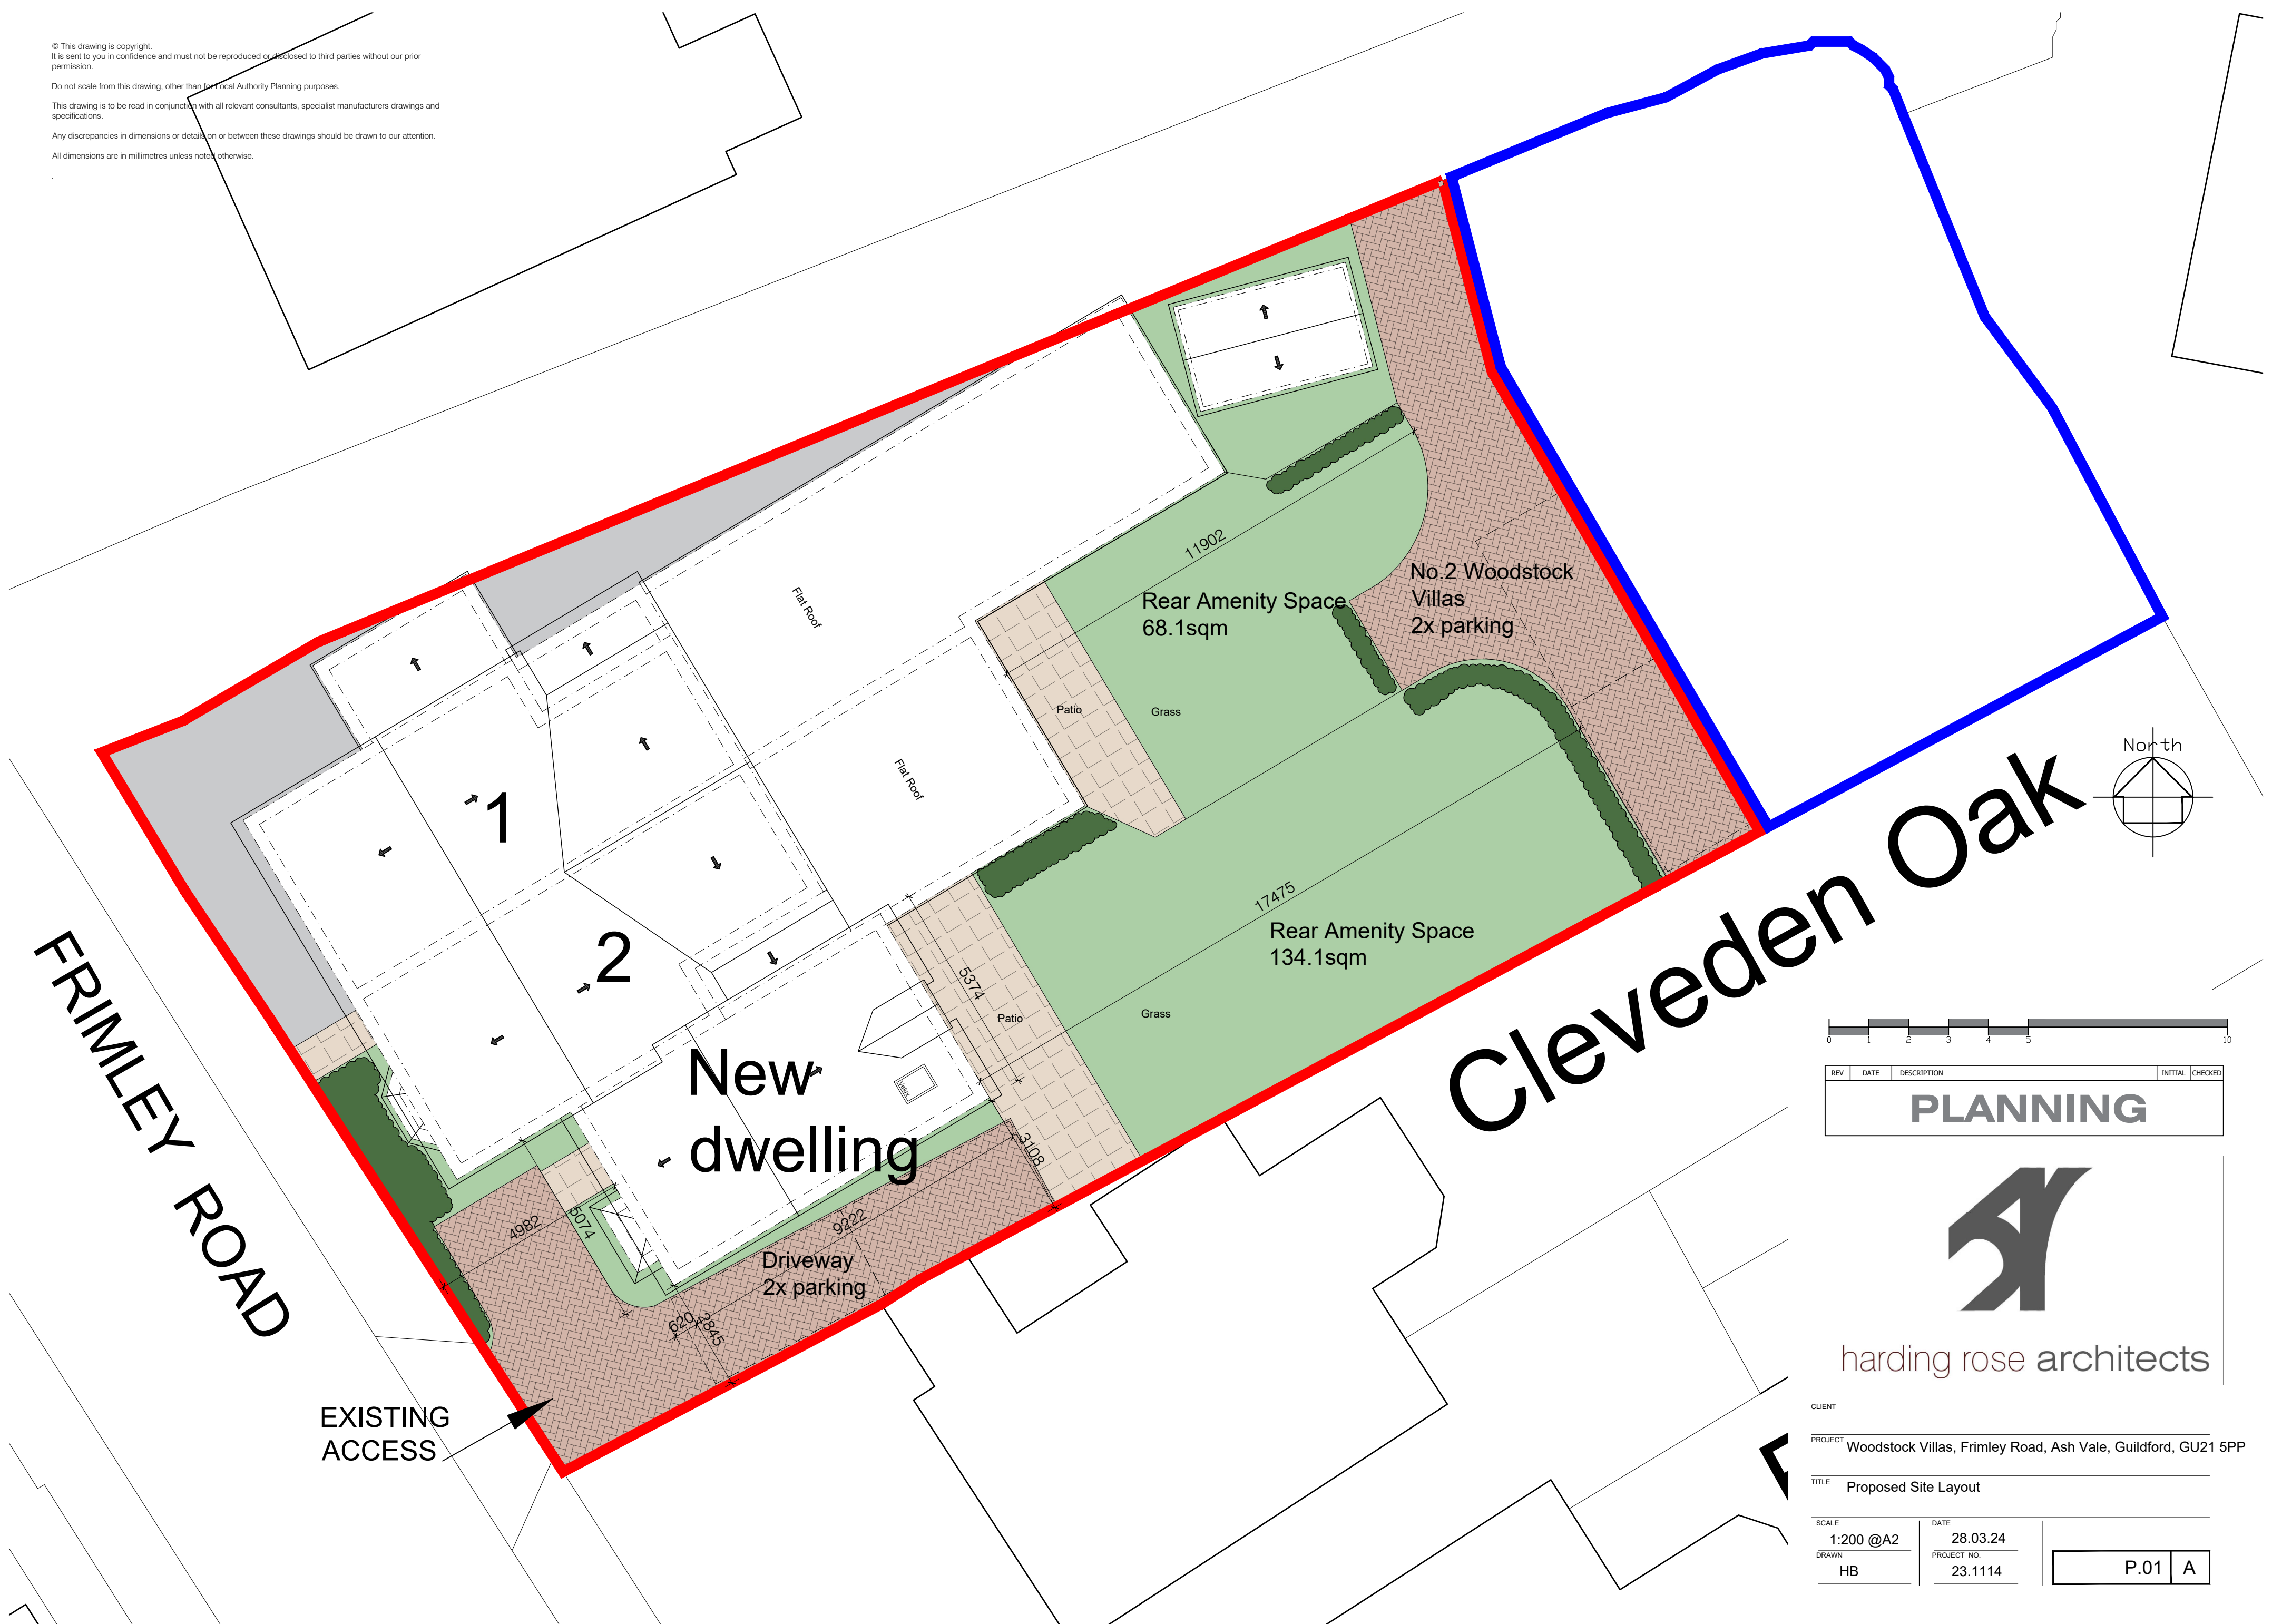 © This drawing is copyright.
It is sent to you in confidence and must not be reproduced or disclosed to third parties without our prior
permission.
Do not scale from this drawing, other than for Local Authority Planning purposes.
This drawing is to be read in conjunction with all relevant consultants, specialist manufacturers drawings and
specifications.
Any discrepancies in dimensions or details on or between these drawings should be drawn to our attention.
All dimensions are in millimetres unless noted otherwise.
.
Flat Roof
11902
No.2 Woodstock
Villas
2x parking
Rear Amenity Space
68.1sqm
Patio
Grass
Flat Roof
1
2
17475
Rear Amenity Space
134.1sqm
5374
Patio
Grass
New
dwelling
Velux
3108
4982
5074
9222
Driveway
2x parking
620
2845
FRIMLEY ROAD
EXISTING
ACCESS
Cleveden Oak
North
0 1 2 3 4 5 10
REV DATE DESCRIPTION INITIAL CHECKED
PLANNING
harding rose architects
CLIENT
PROJECT Woodstock Villas, Frimley Road, Ash Vale, Guildford, GU21 5PP
TITLE Proposed Site Layout
SCALE DATE
1:200 @A2 28.03.24
DRAWN PROJECT NO.
HB 23.1114
P.01 A